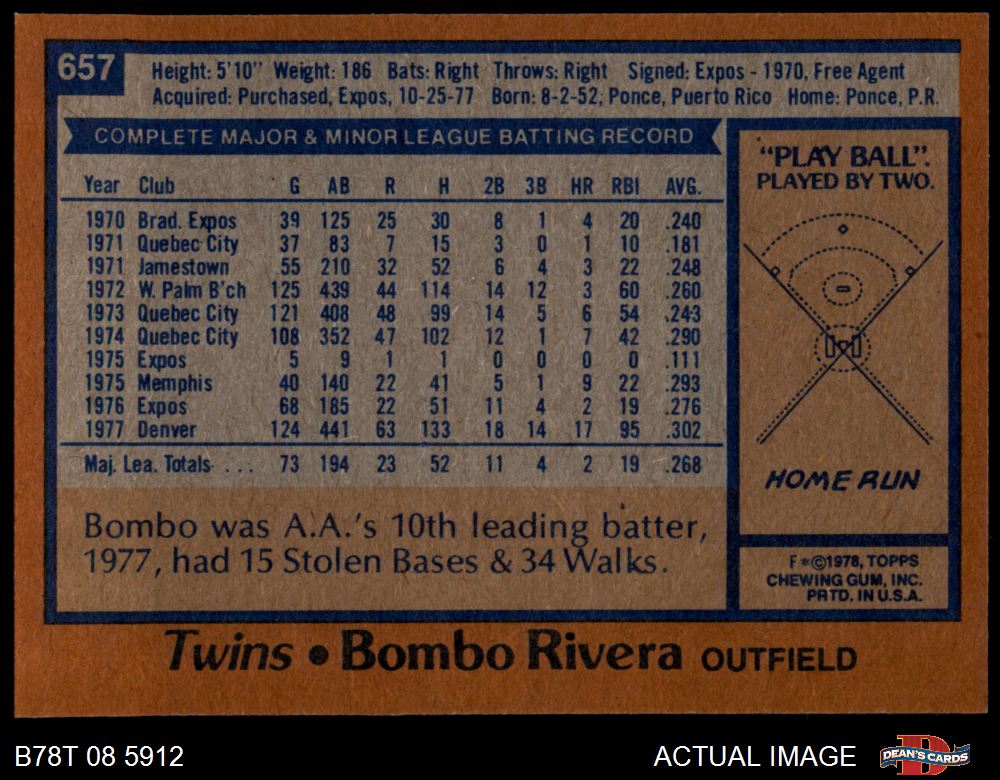 657
Height: 5'10" Weight: 186 Bats: Right Throws: Right Signed: Expos - 1970, Free Agent
Acquired: Purchased, Expos, 10-25-77 Born: 8-2-52, Ponce, Puerto Rico Home: Ponce, P.R.
COMPLETE MAJOR & MINOR LEAGUE BATTING RECORD
Year Club G AB R H 2B 3B HR RBI AVG.
1970 Brad. Expos 39 125 25 30 8 1 4 20 .240
1971 Quebec City 37 83 7 15 3 0 1 10 .181
1971 Jamestown 55 210 32 52 6 4 3 22 .248
1972 W. Palm B'ch 125 439 44 114 14 12 3 60 .260
1973 Quebec City 121 408 48 99 14 5 6 54 .243
1974 Quebec City 108 352 47 102 12 1 7 42 .290
1975 Expos 5 9 1 1 0 0 0 0 .111
1975 Memphis 40 140 22 41 5 1 9 22 .293
1976 Expos 68 185 22 51 11 4 2 19 .276
1977 Denver 124 441 63 133 18 14 17 95 .302
Maj. Lea. Totals . . . 73 194 23 52 11 4 2 19 .268
Bombo was A.A.'s 10th leading batter,
1977, had 15 Stolen Bases & 34 Walks.
"PLAY BALL".
PLAYED BY TWO.
HOME RUN
F*©1978, TOPPS
CHEWING GUM, INC.
PRTD. IN U.S.A.
Twins • Bombo Rivera OUTFIELD
B78T 08 5912
ACTUAL IMAGE
DEAN'S CARDS